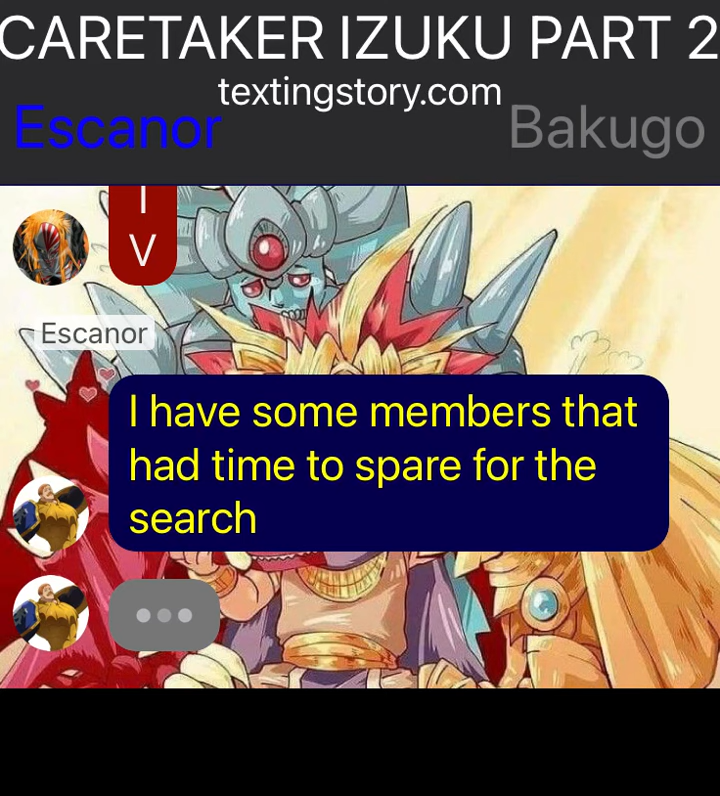 CARETAKER IZUKU PART 2
textingstory.com
Escanor
Bakugo
V
Escanor
I have some members that
had time to spare for the
search